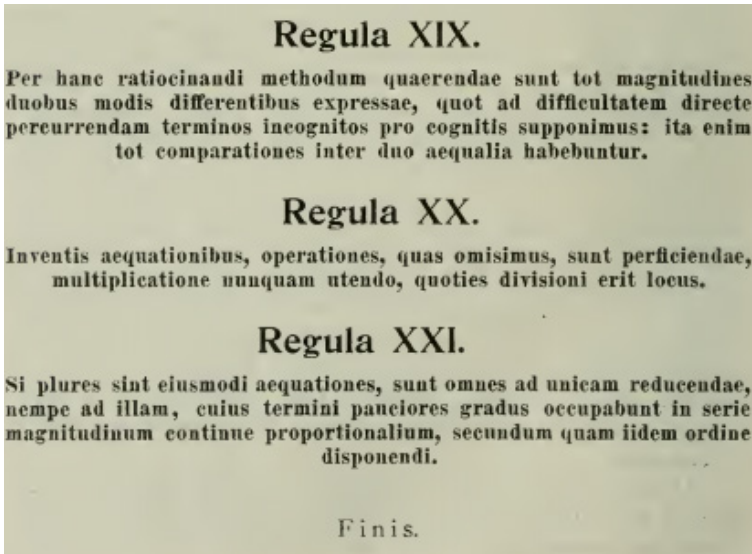 Regula XIX.
Per hanc ratiocinandi methodum quaerendae sunt tot magnitudines
duobus modis differentibus expressae, quot ad difficultatem directe
percurrendam terminos incognitos pro cognitis supponimus: ita enim
tot comparationes inter duo aequalia habebuntur.
Regula XX.
Inventis aequationibus, operationes, quas omisimus, sunt perficiendae,
multiplicatione nunquam utendo, quoties divisioni erit locus.
Regula XXI.
Si plures sint eiusmodi aequationes, sunt omnes ad unicam reducendae,
nempe ad illam, cuius termini pauciores gradus occupabunt in serie
magnitudinum continue proportionalium, secundum quam iidem ordine
disponendi.
Finis.